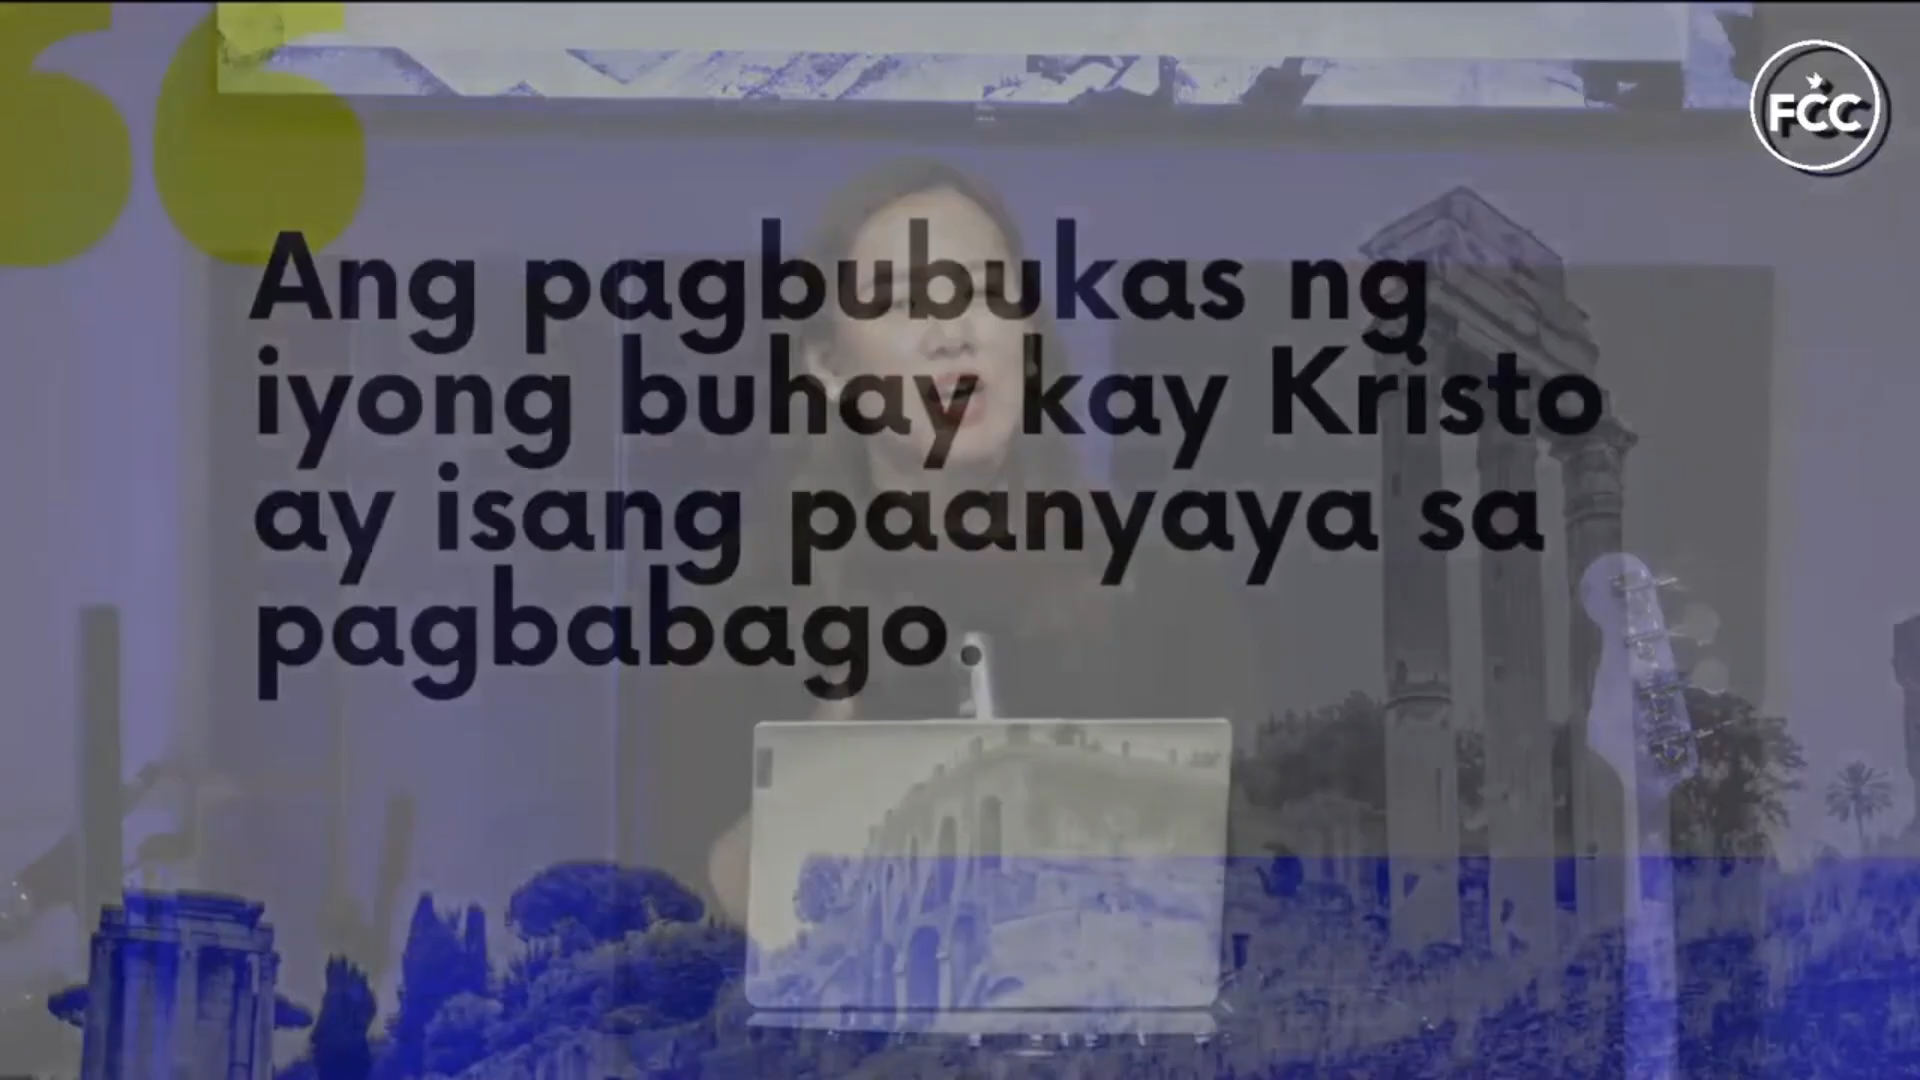 FCC
Ang pagbubukas ng
iyong buhay kay Kristo
ay isang paanyaya sa
pagbabago.